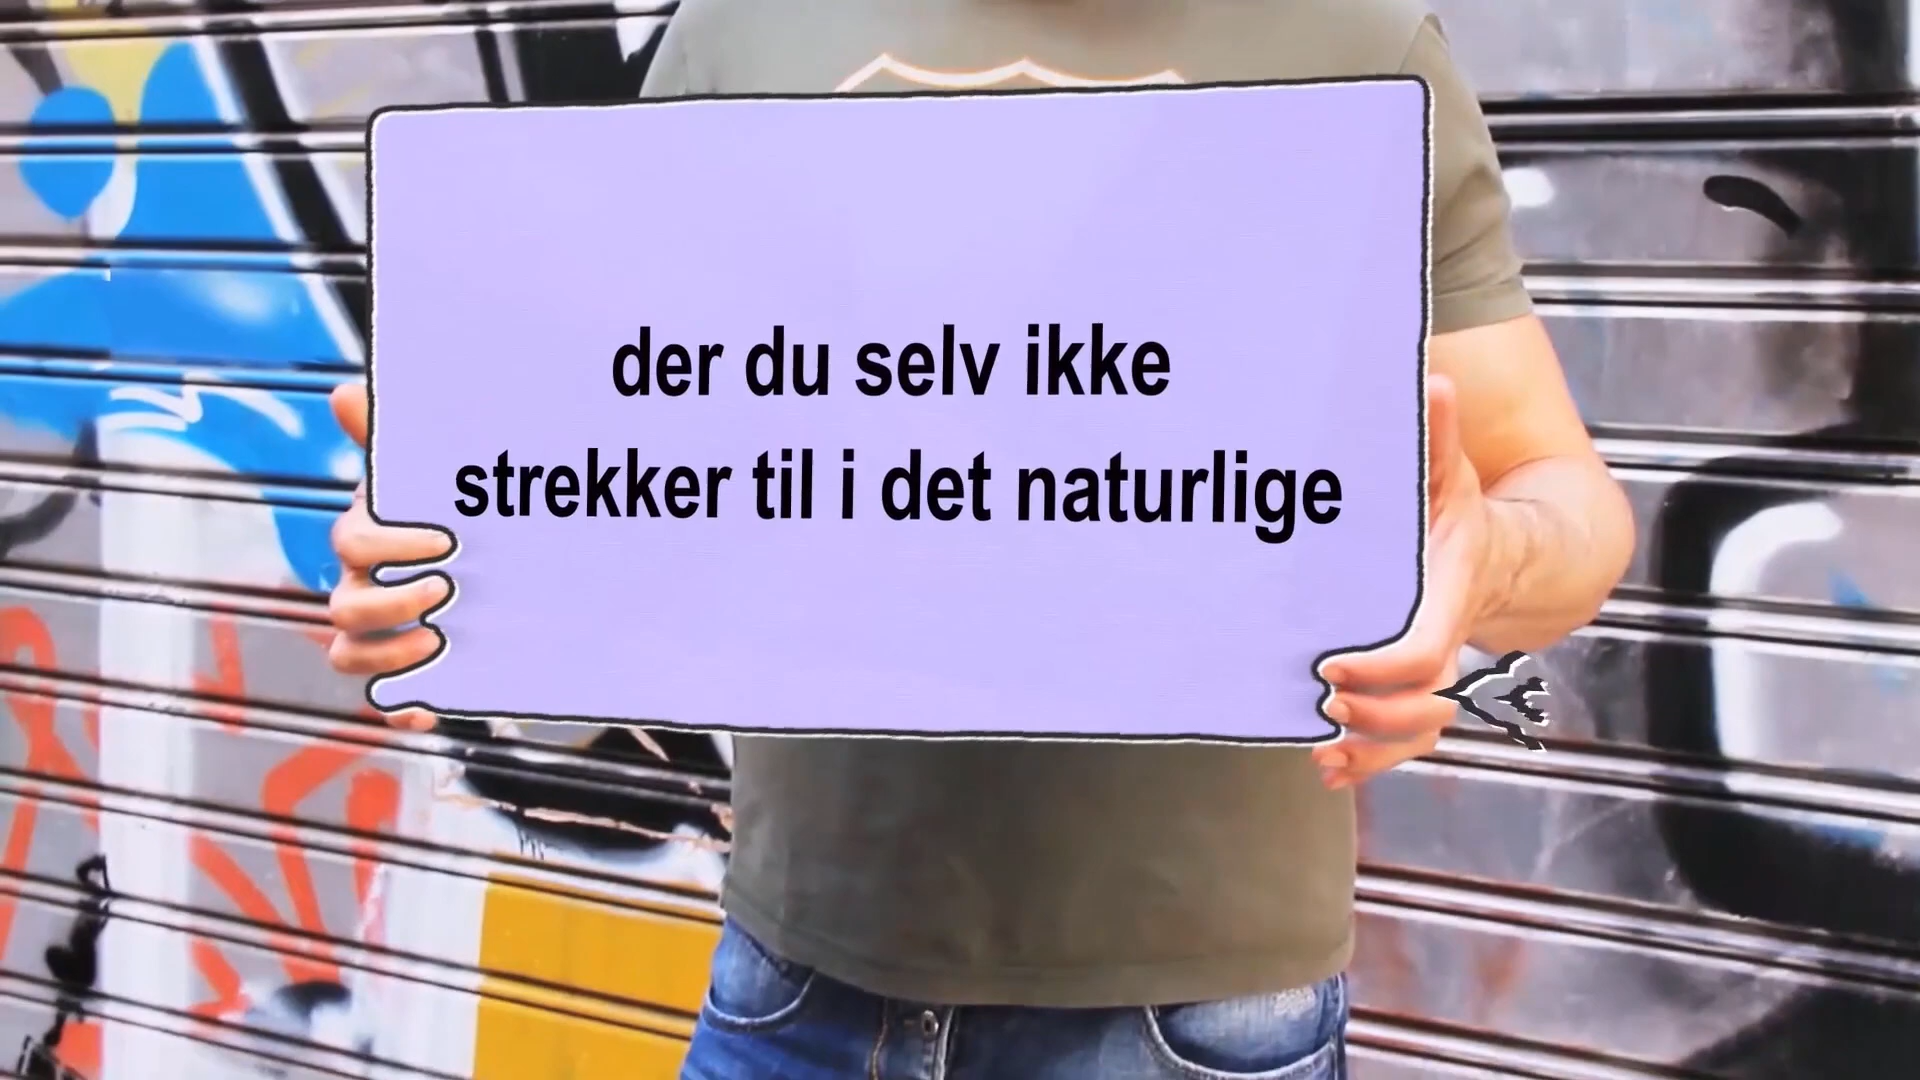 der du selv ikke
strekker til i det naturlige